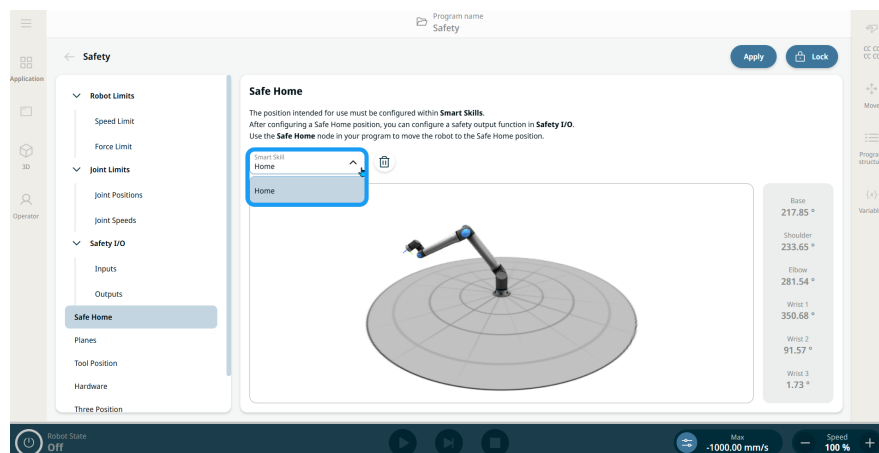 Program name
Safety
Application
3D
Operator
Safety
Apply
Lock
Robot Limits
Speed Limit
Force Limit
Joint Limits
Joint Positions
Joint Speeds
Safety I/O
Inputs
Outputs
Safe Home
Planes
Tool Position
Hardware
Three Position
Safe Home
The position intended for use must be configured within Smart Skills.
After configuring a Safe Home position, you can configure a safety output function in Safety I/O.
Use the Safe Home node in your program to move the robot to the Safe Home position.
Smart Skill
Home
Home
Base
217.85 °
Shoulder
233.65 °
Elbow
281.54 °
Wrist 1
350.68 °
Wrist 2
91.57 °
Wrist 3
1.73 °
CC CC
CC CC
Move
Progra
structu
{x}
Variabl
Robot State
Off
Max
-1000.00 mm/s
Speed
100 %